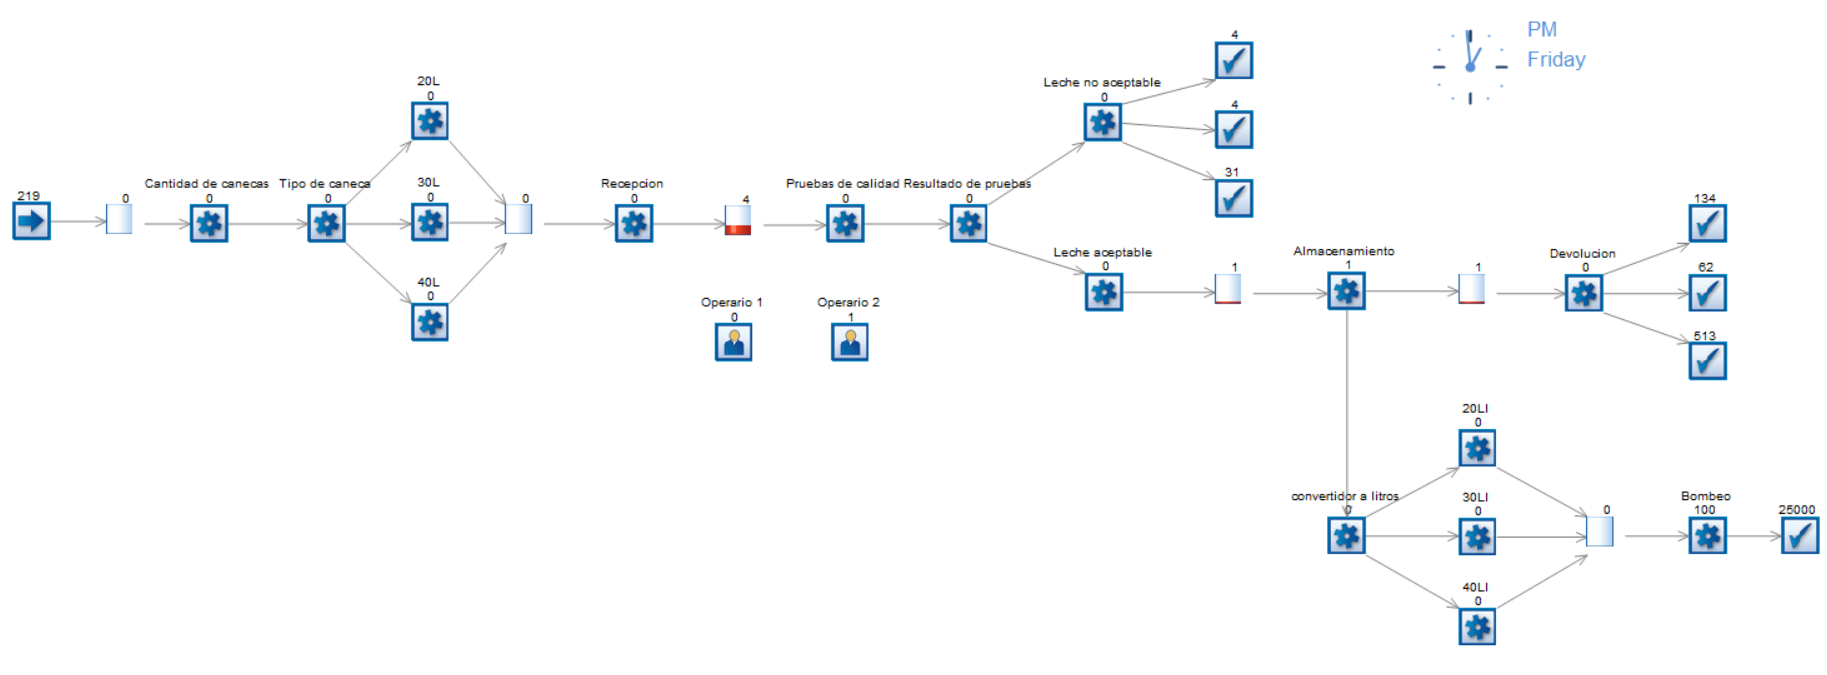 PM
Friday
219
0
Cantidad de canecas
0
Tipo de caneca
0
20L
0
30L
0
40L
0
0
Recepcion
0
4
Pruebas de calidad
0
Resultado de pruebas
0
Operario 1
0
Operario 2
1
Leche no aceptable
0
4
4
31
Leche aceptable
0
1
Almacenamiento
1
1
Devolucion
0
134
62
513
convertidor a litros
0
20LI
0
30LI
0
40LI
0
0
Bombeo
100
25000